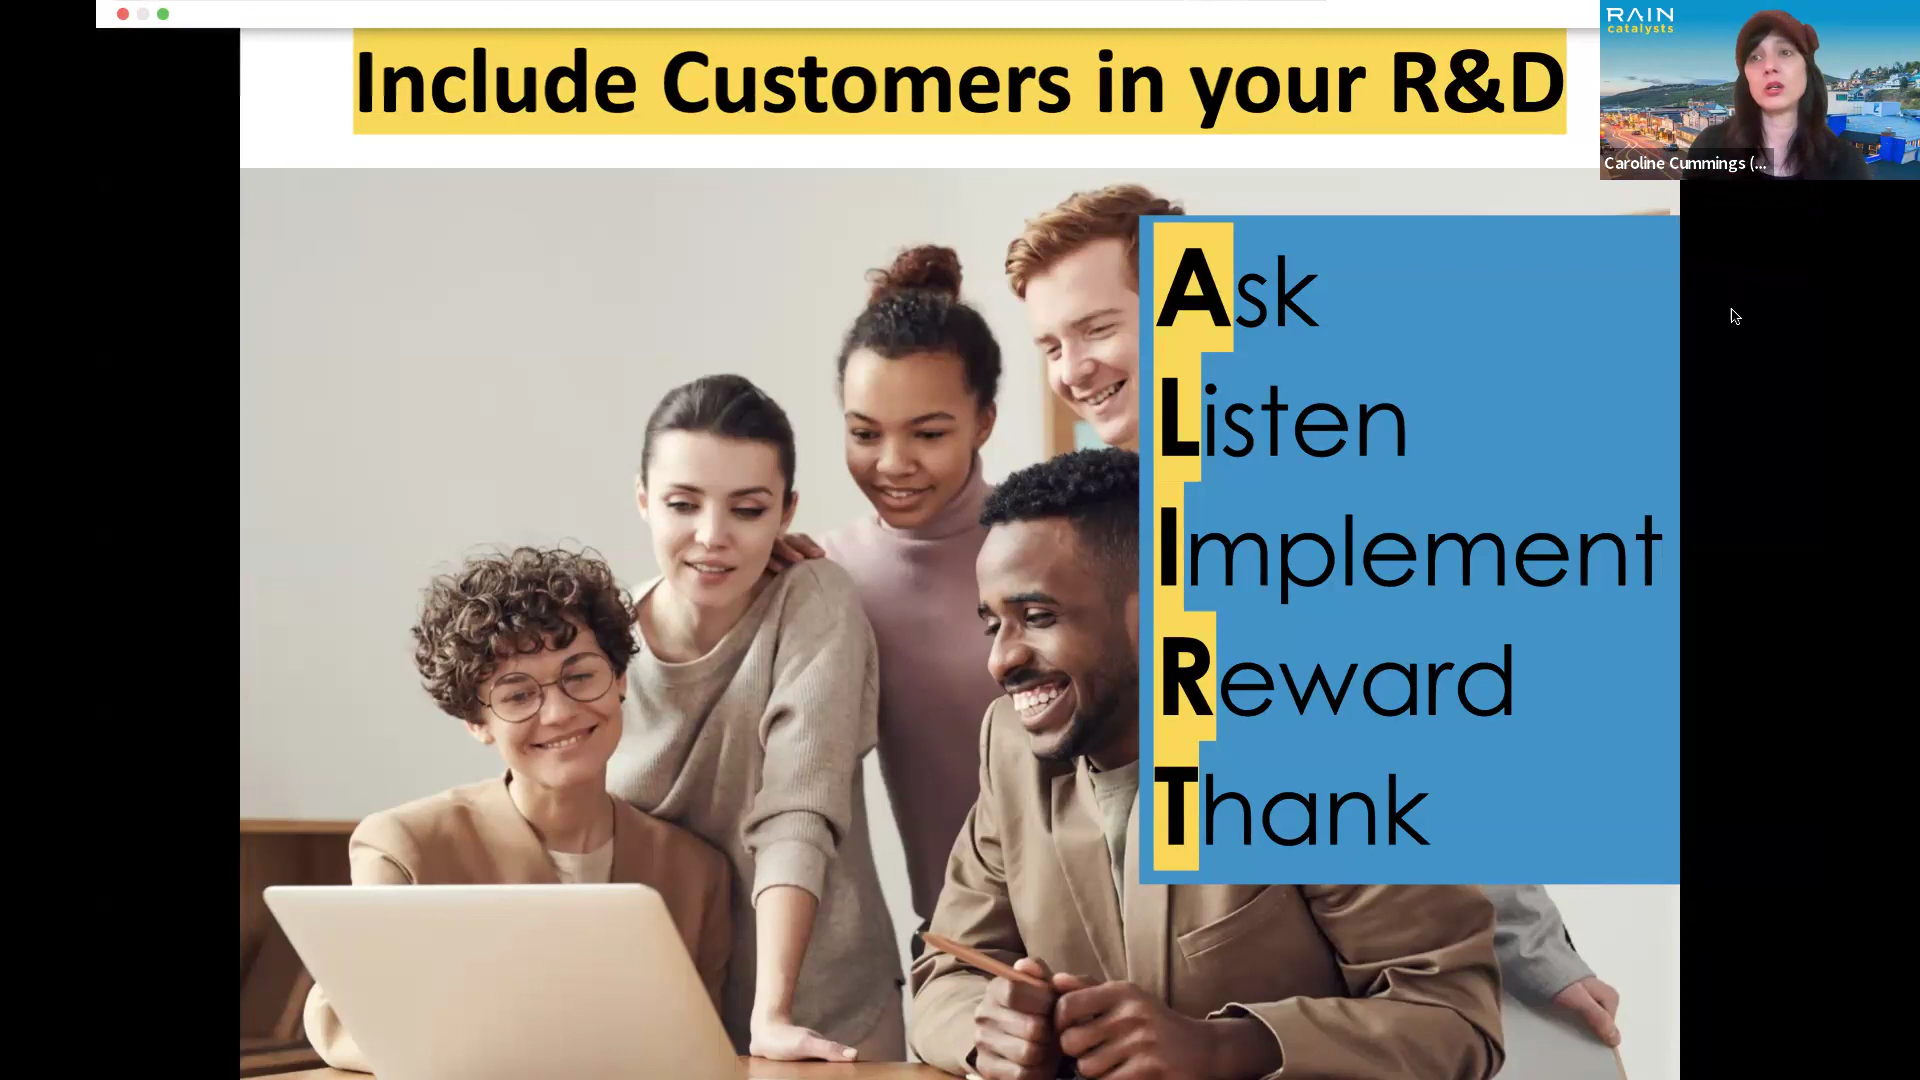 Include Customers in your R&D
RAIN
catalysts
Caroline Cummings (...
Ask
Listen
Implement
Reward
Thank